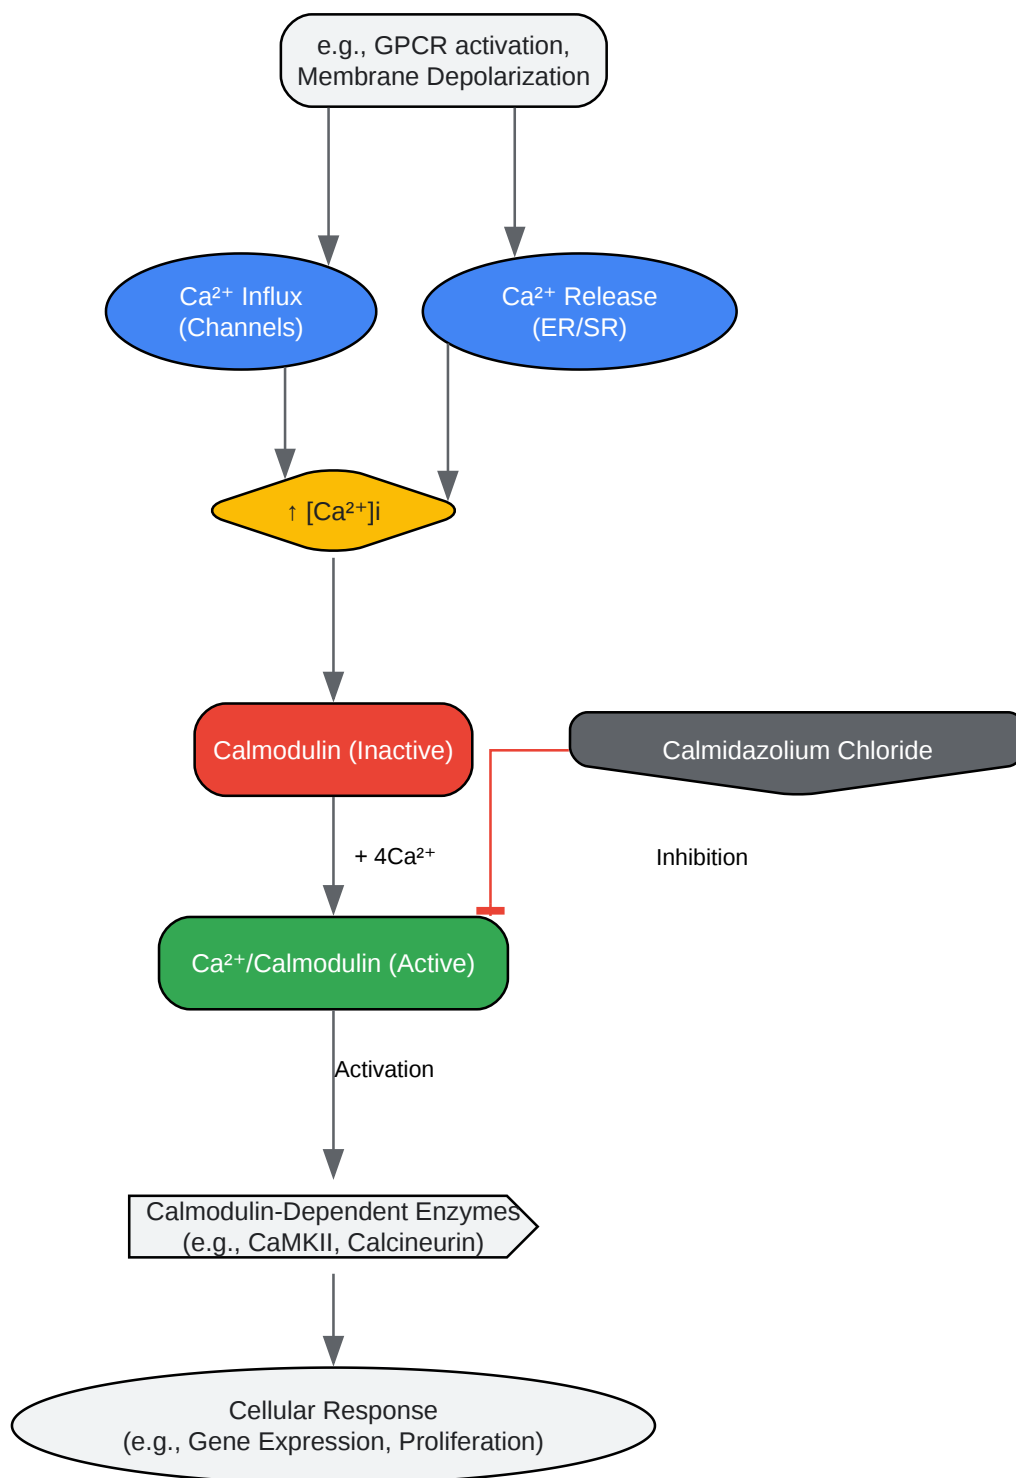 e.g., GPCR activation,
Membrane Depolarization
Ca²⁺ Influx
(Channels)
Ca²⁺ Release
(ER/SR)
↑ [Ca²⁺]i
Calmodulin (Inactive)
Calmidazolium Chloride
+ 4Ca²⁺
Inhibition
Ca²⁺/Calmodulin (Active)
Activation
Calmodulin-Dependent Enzymes
(e.g., CaMKII, Calcineurin)
Cellular Response
(e.g., Gene Expression, Proliferation)